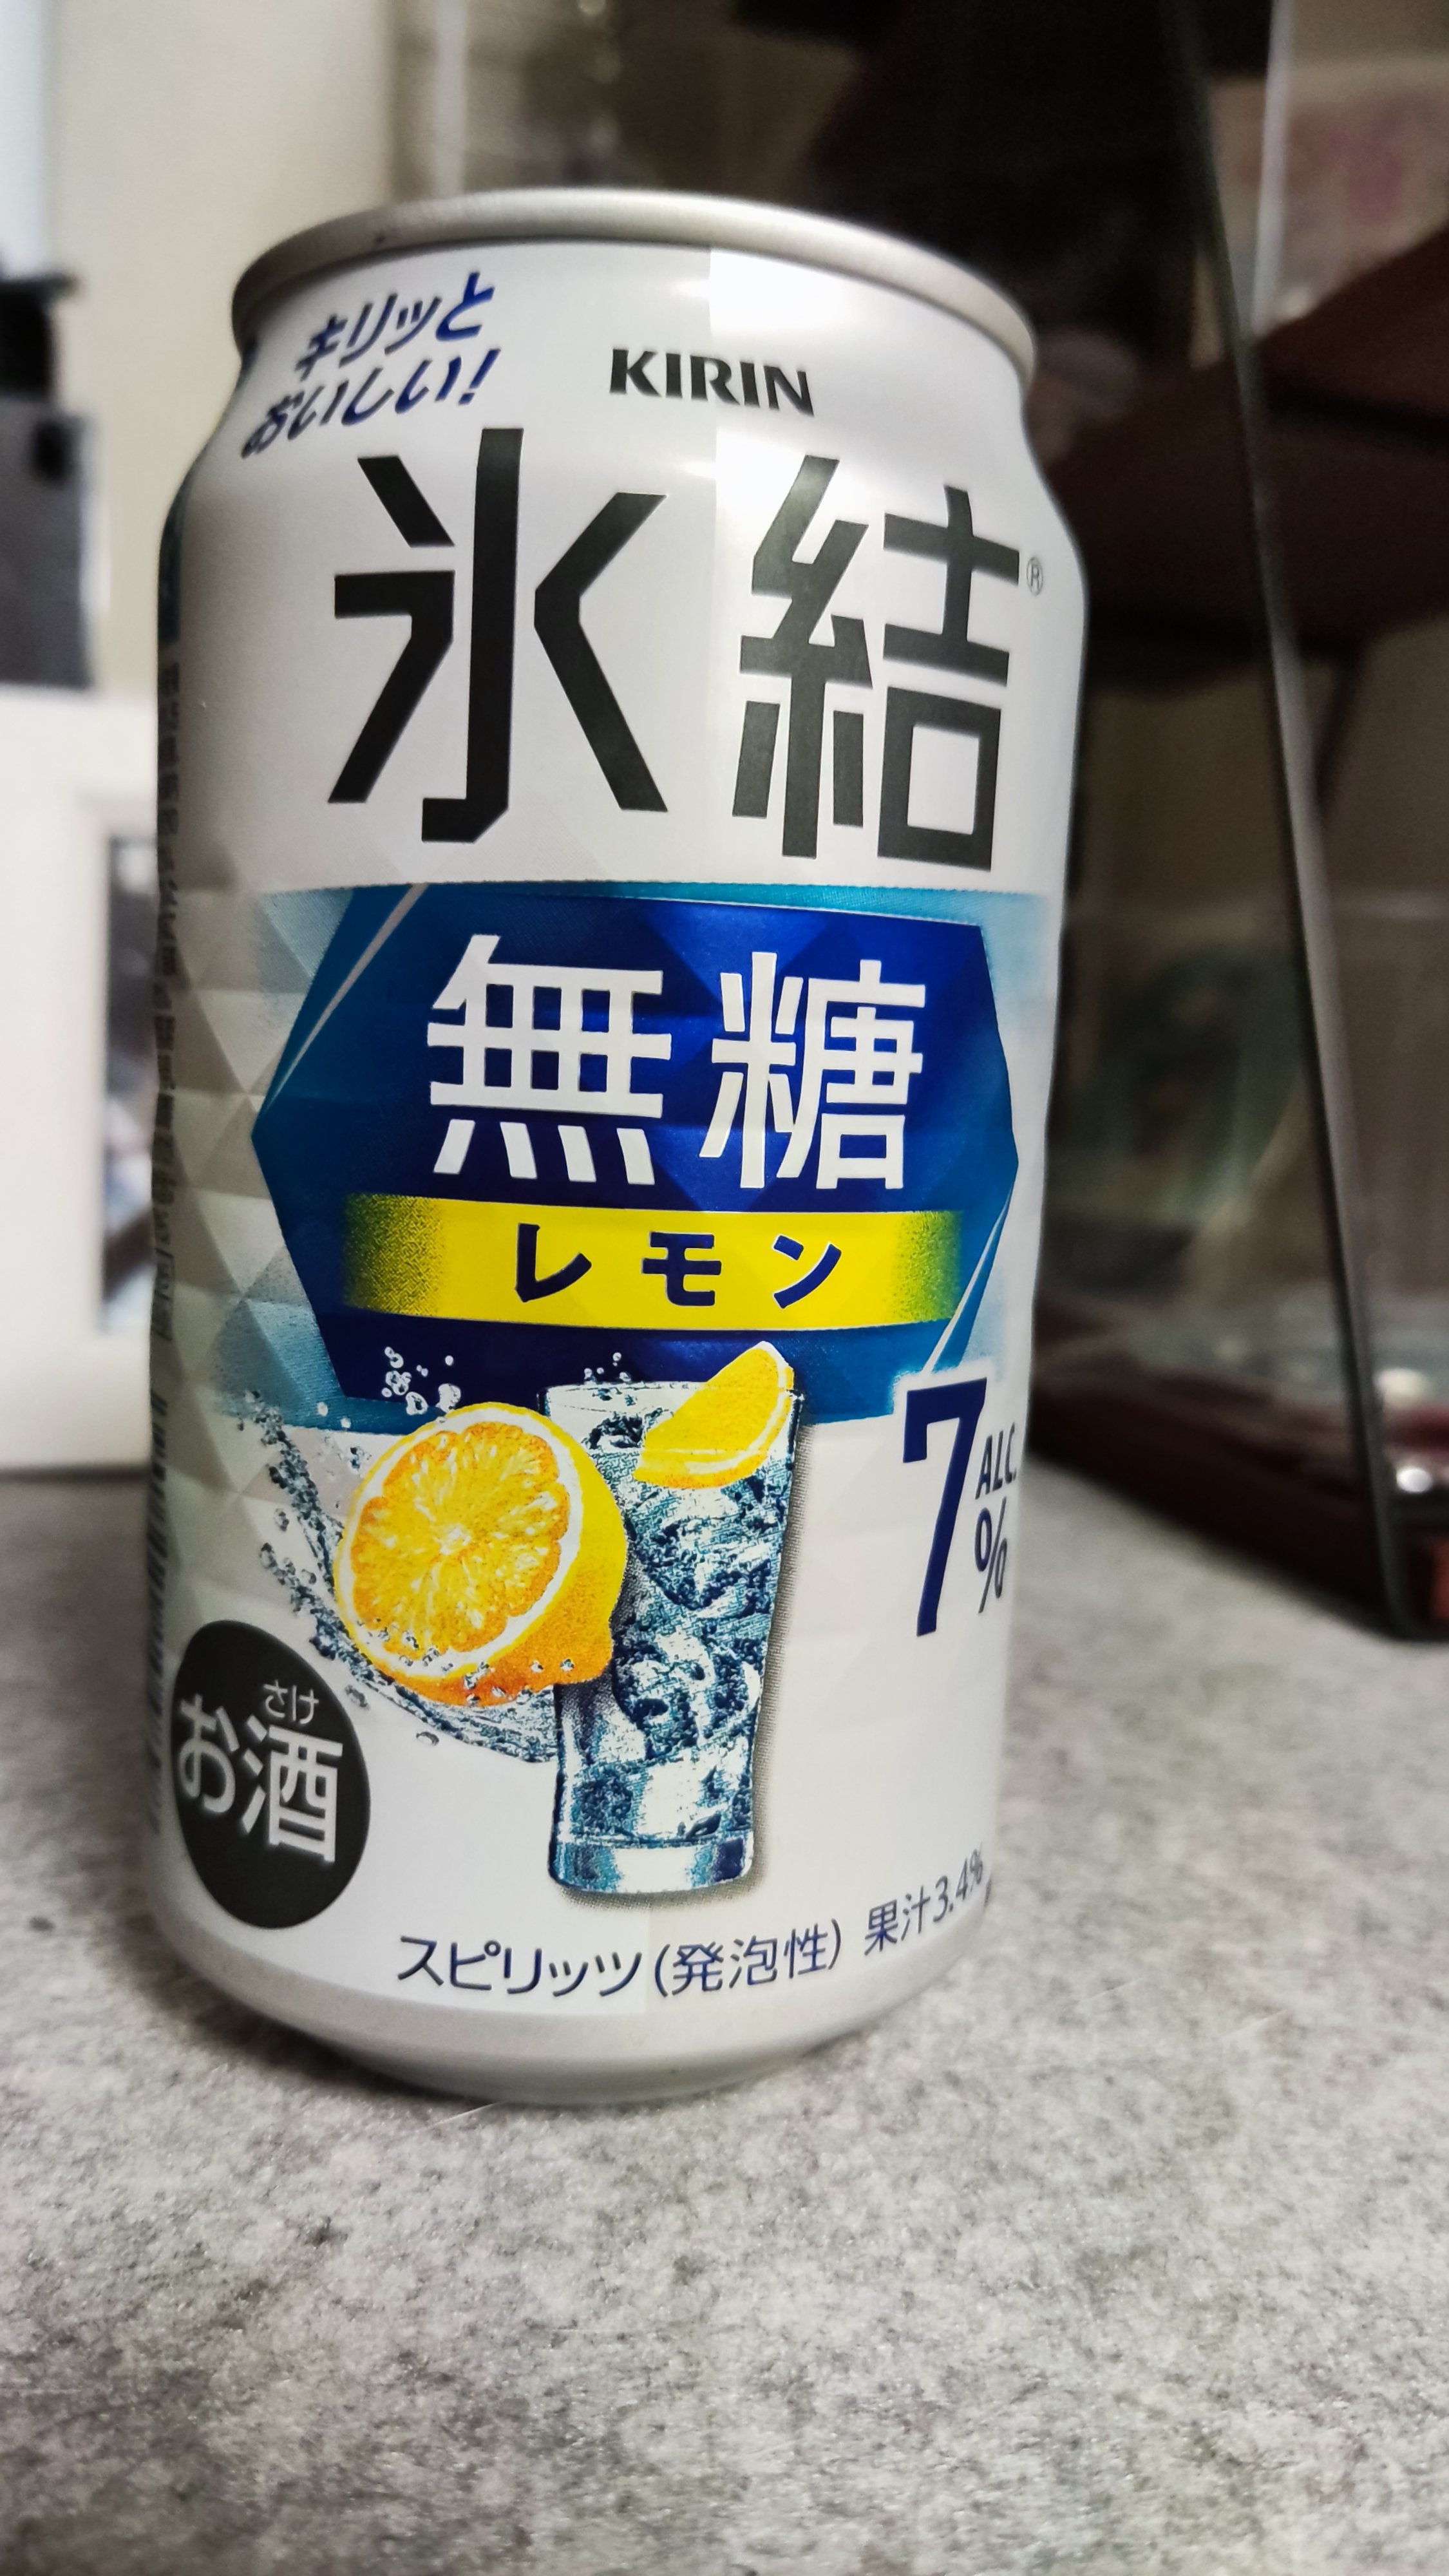 キリッと
おいしい!
KIRIN
氷結®
無糖
レモン
7 ALC.
%
さけ
お酒
スピリッツ(発泡性) 果汁3.4%